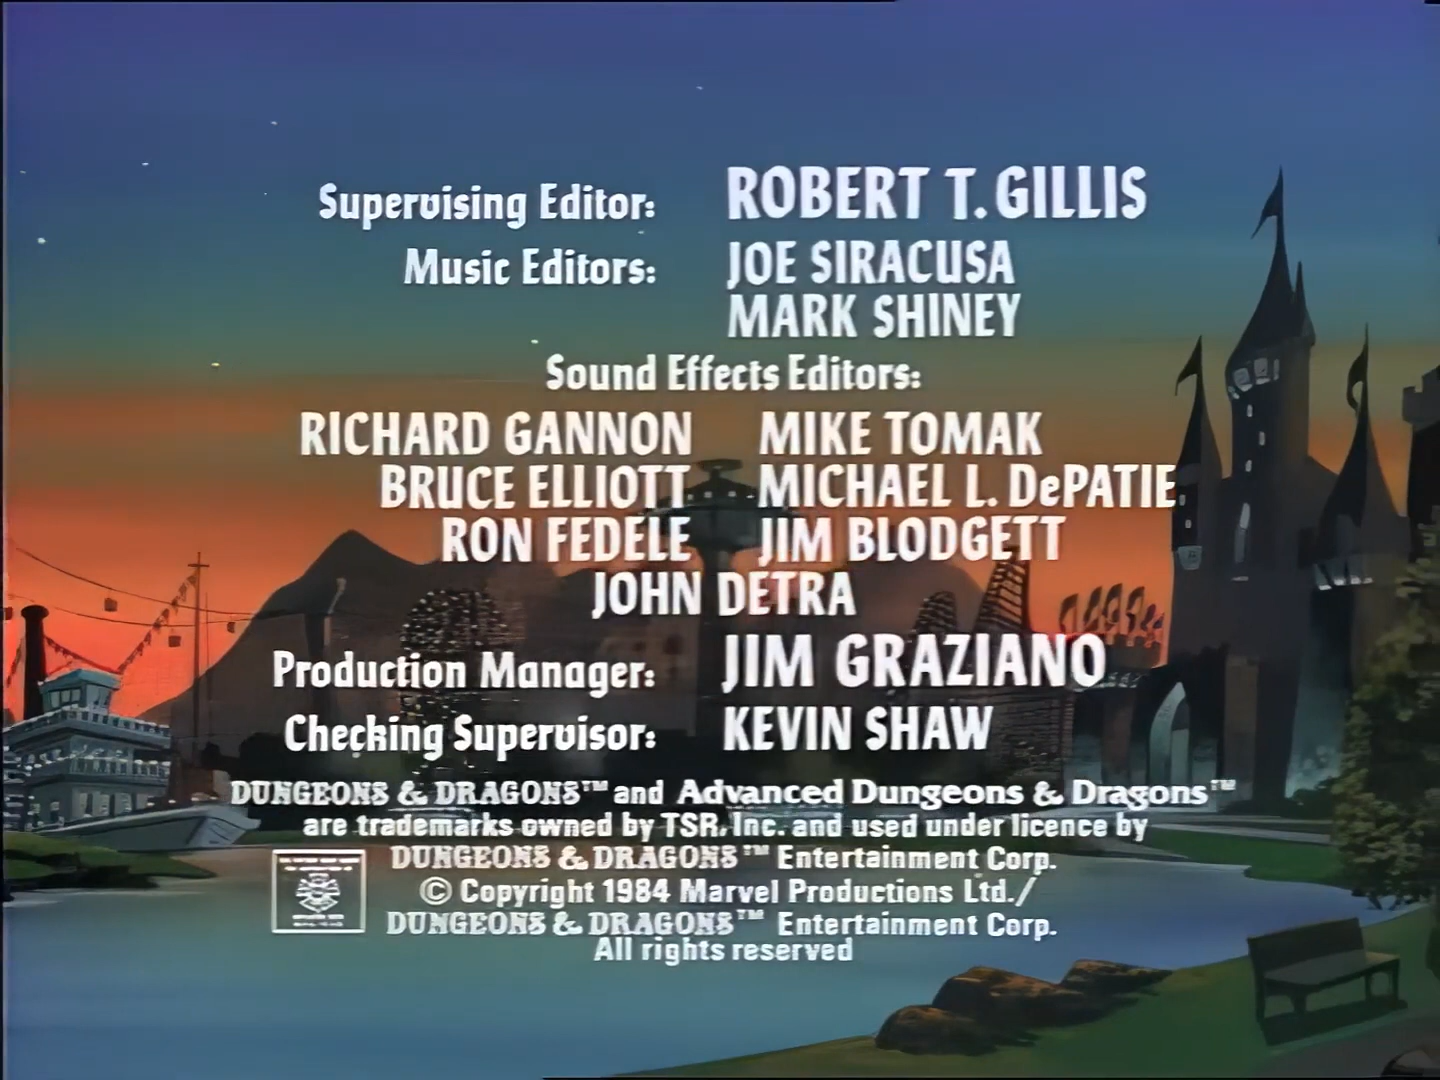 Supervising Editor: ROBERT T. GILLIS
Music Editors: JOE SIRACUSA
MARK SHINEY
Sound Effects Editors:
RICHARD GANNON MIKE TOMAK
BRUCE ELLIOTT MICHAEL L. DePATIE
RON FEDELE JIM BLODGETT
JOHN DETRA
Production Manager: JIM GRAZIANO
Checking Supervisor: KEVIN SHAW
DUNGEONS & DRAGONS™ and Advanced Dungeons & Dragons™
are trademarks owned by TSR, Inc. and used under licence by
DUNGEONS & DRAGONS™ Entertainment Corp.
© Copyright 1984 Marvel Productions Ltd./
DUNGEONS & DRAGONS™ Entertainment Corp.
All rights reserved